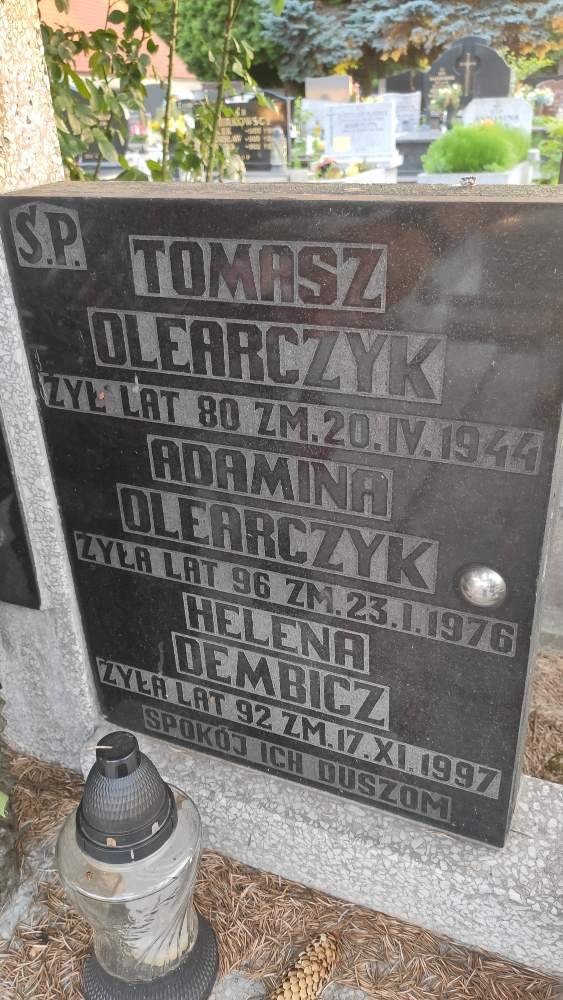 Ś.P. TOMASZ
OLEARCZYK
ŻYŁ LAT 80 ZM.20.IV.1944
ADAMINA
OLEARCZYK
ŻYŁA LAT 96 ZM.23.I.1976
HELENA
DEMBICZ
ŻYŁA LAT 92 ZM.17.XI.1997
SPOKÓJ ICH DUSZOM